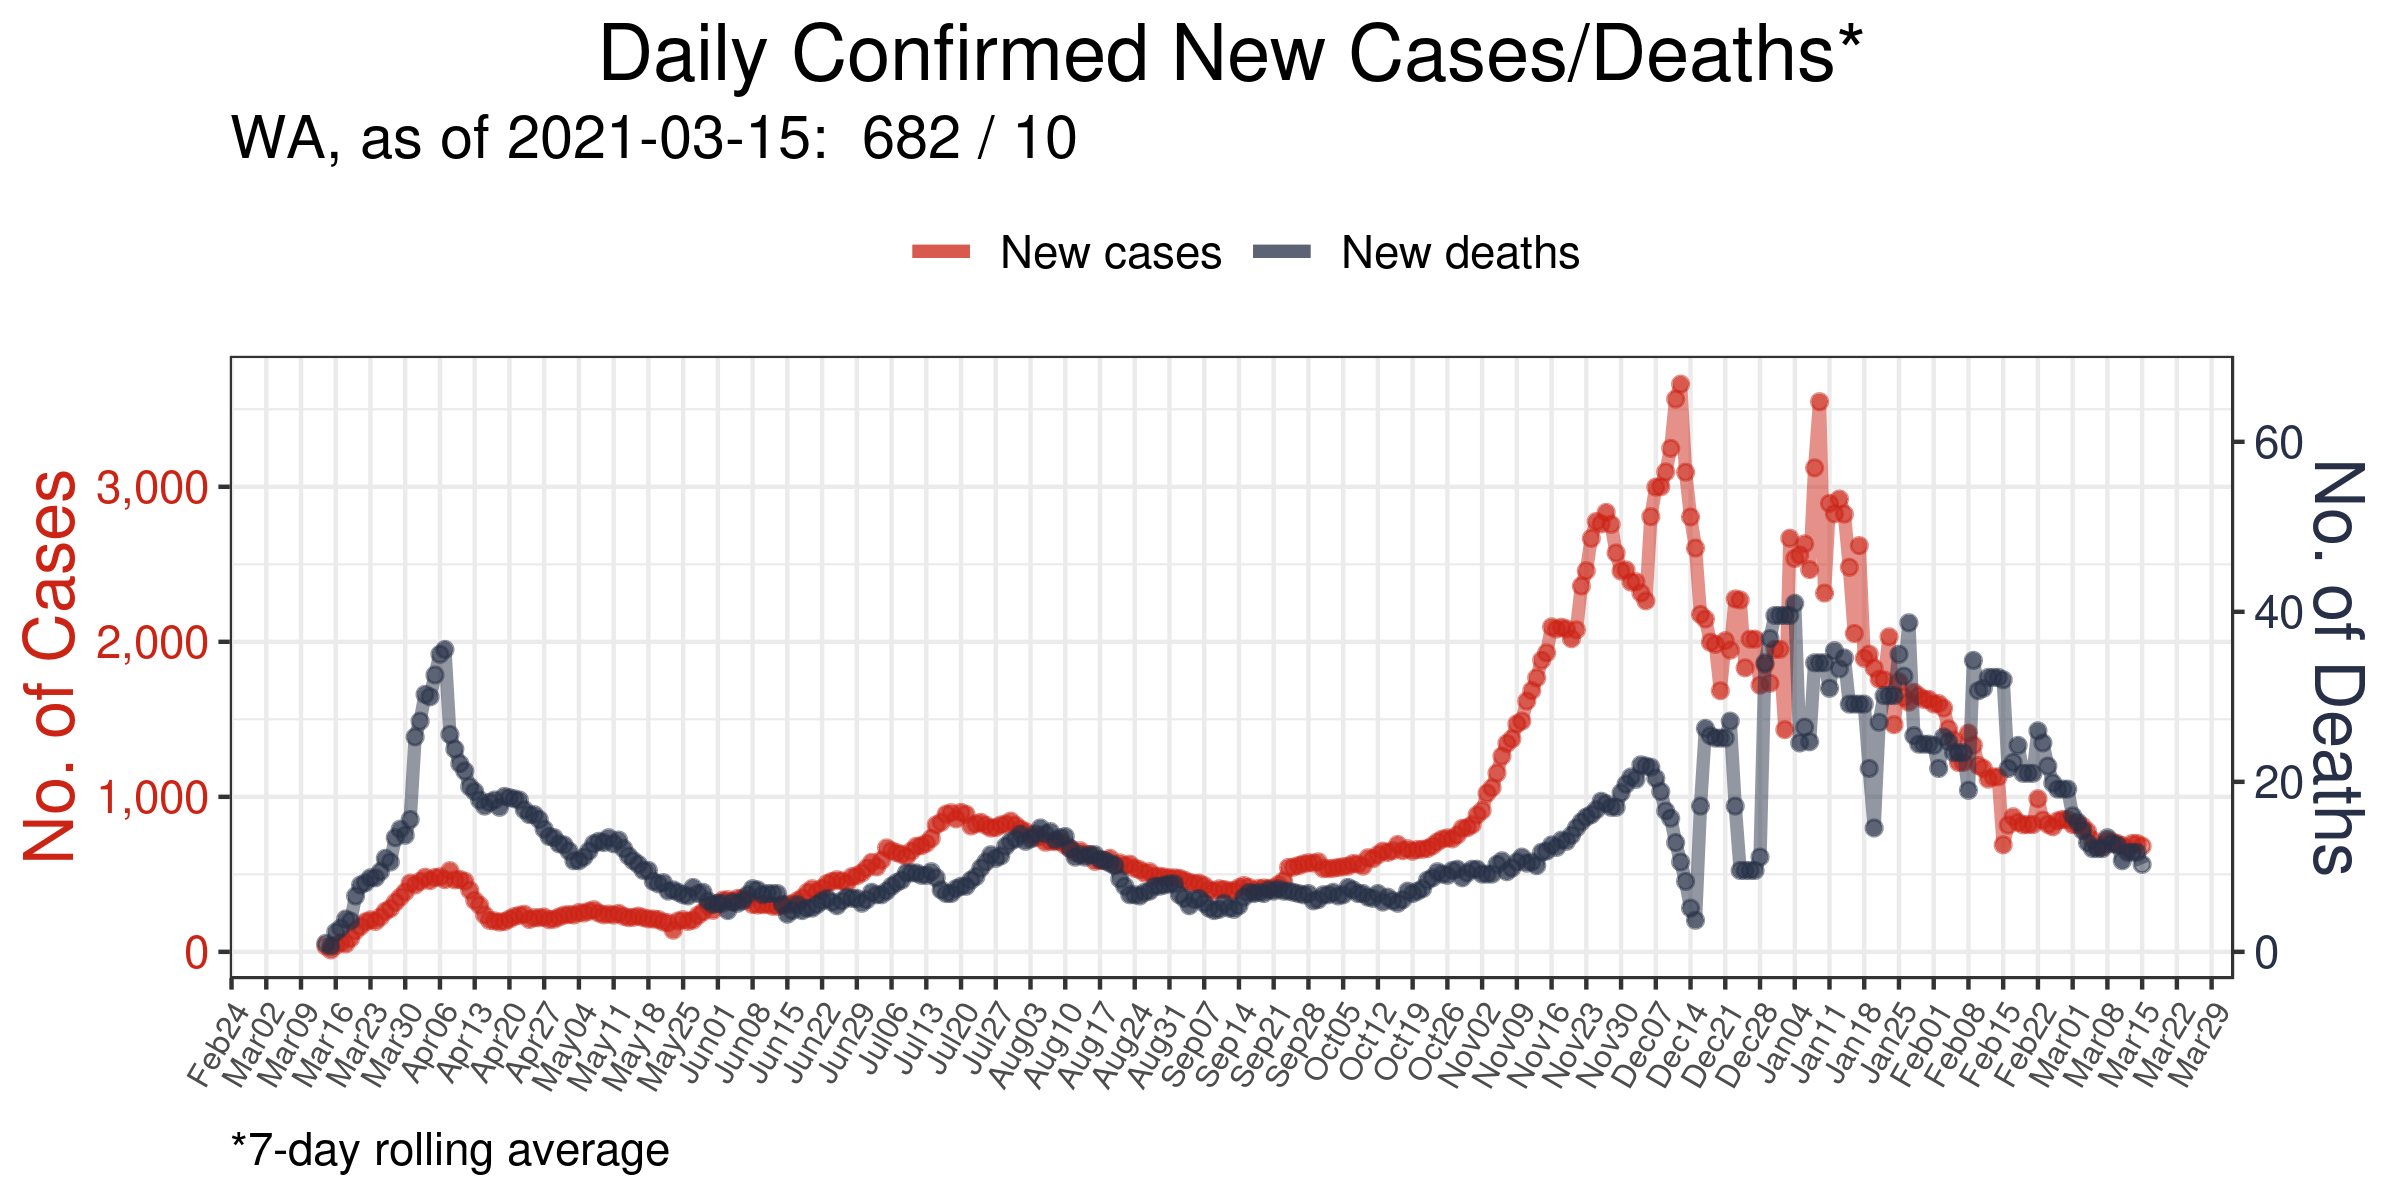 Daily Confirmed New Cases/Deaths*
WA, as of 2021-03-15:  682 / 10
New cases New deaths
No. of Cases
3,000
2,000
1,000
0
60
40
20
0
No. of Deaths
Feb24 Mar02 Mar09 Mar16 Mar23 Mar30 Apr06 Apr13 Apr20 Apr27 May04 May11 May18 May25 Jun01 Jun08 Jun15 Jun22 Jun29 Jul06 Jul13 Jul20 Jul27 Aug03 Aug10 Aug17 Aug24 Aug31 Sep07 Sep14 Sep21 Sep28 Oct05 Oct12 Oct19 Oct26 Nov02 Nov09 Nov16 Nov23 Nov30 Dec07 Dec14 Dec21 Dec28 Jan04 Jan11 Jan18 Jan25 Feb01 Feb08 Feb15 Feb22 Mar01 Mar08 Mar15 Mar22 Mar29
*7-day rolling average